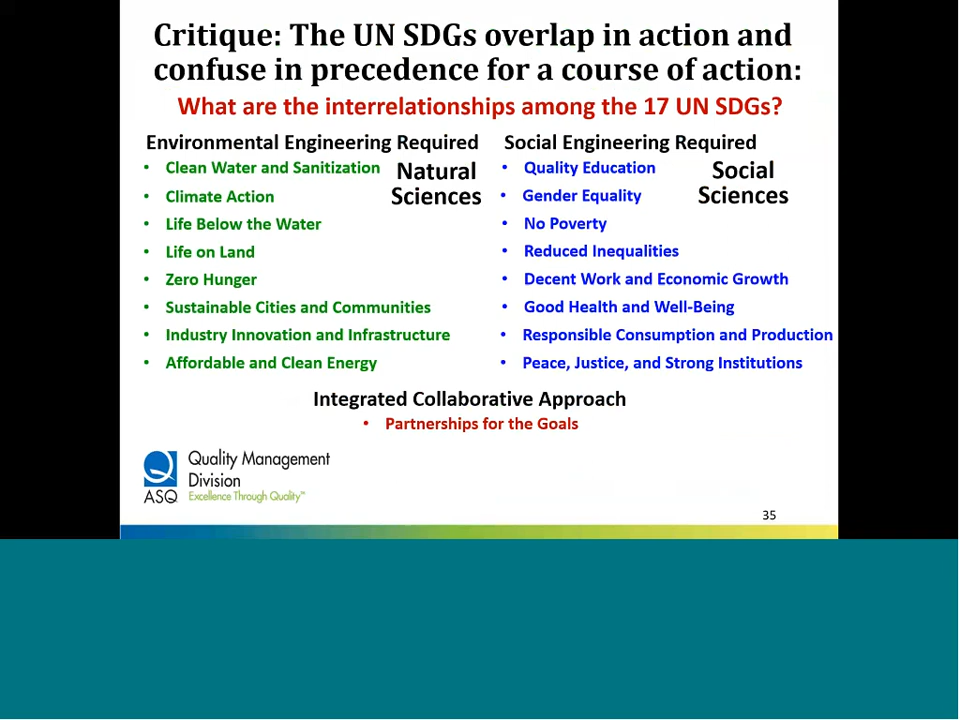 Critique: The UN SDGs overlap in action and
confuse in precedence for a course of action:
What are the interrelationships among the 17 UN SDGs?
Environmental Engineering Required
• Clean Water and Sanitization
• Climate Action
• Life Below the Water
• Life on Land
• Zero Hunger
• Sustainable Cities and Communities
• Industry Innovation and Infrastructure
• Affordable and Clean Energy
Natural
Sciences
Social Engineering Required
• Quality Education
• Gender Equality
• No Poverty
• Reduced Inequalities
• Decent Work and Economic Growth
• Good Health and Well-Being
• Responsible Consumption and Production
• Peace, Justice, and Strong Institutions
Social
Sciences
Integrated Collaborative Approach
• Partnerships for the Goals
ASQ
Quality Management
Division
Excellence Through Quality™
35